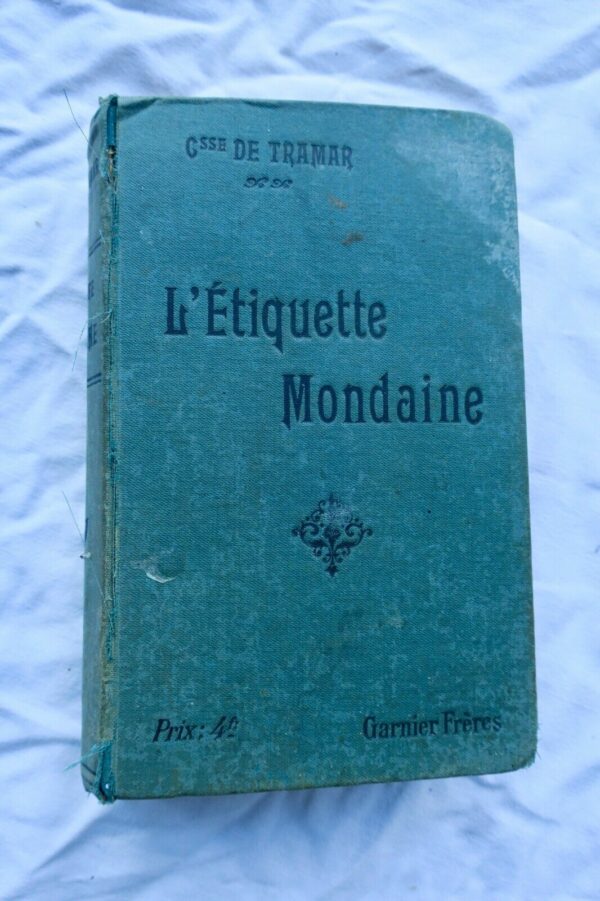 Csse DE TRAMAR
L'Étiquette
Mondaine
Prix: 4f
Garnier Frères